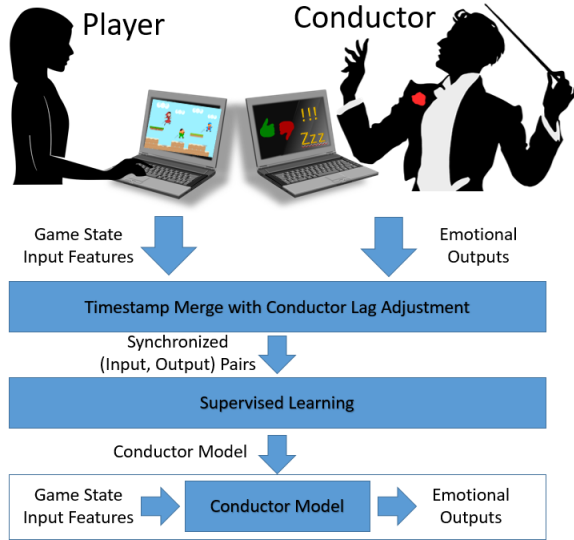 Player
Conductor
!!!
Zzz
Game State
Input Features
Emotional
Outputs
Timestamp Merge with Conductor Lag Adjustment
Synchronized
(Input, Output) Pairs
Supervised Learning
Conductor Model
Game State
Input Features
Conductor Model
Emotional
Outputs